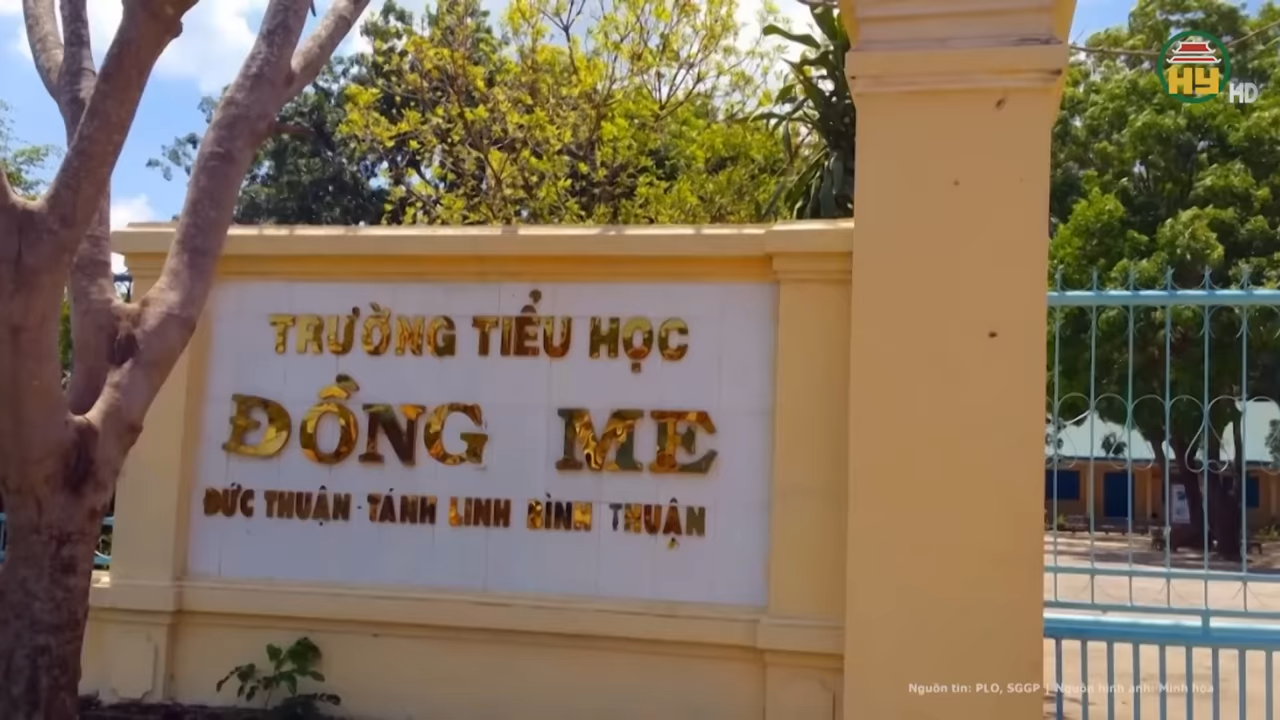 HY HD
TRƯỜNG TIỂU HỌC
ĐỒNG ME
ĐỨC THUẬN - TÁNH LINH BÌNH THUẬN
Nguồn tin: PLO, SGGP | Nguồn hình ảnh: Minh họa